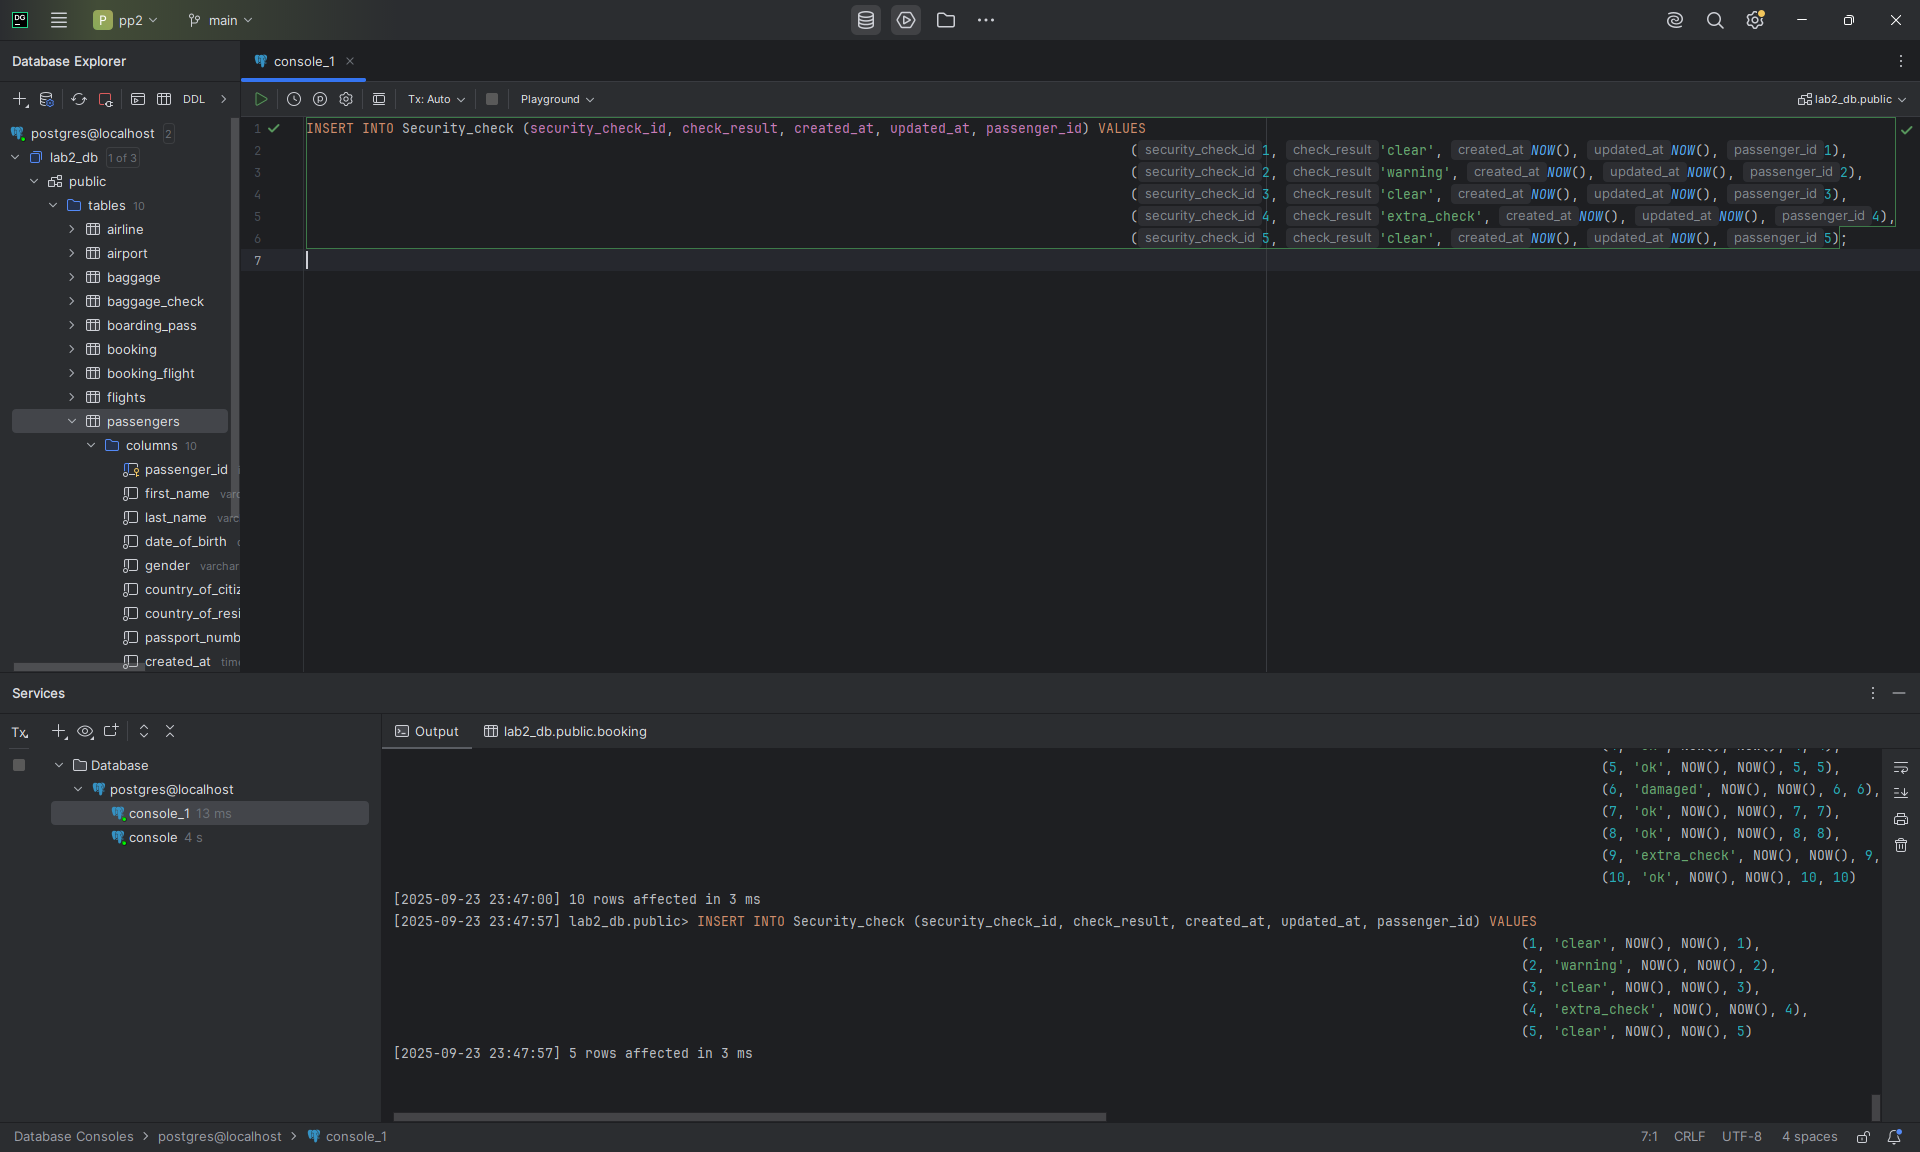 DG
P pp2
main
Database Explorer
console_1
DDL
Tx: Auto
Playground
lab2_db.public
postgres@localhost 2
lab2_db 1 of 3
public
tables 10
airline
airport
baggage
baggage_check
boarding_pass
booking
booking_flight
flights
passengers
columns 10
passenger_id
first_name varc
last_name varc
date_of_birth
gender varchar
country_of_citiz
country_of_resi
passport_numb
created_at time
1 INSERT INTO Security_check (security_check_id, check_result, created_at, updated_at, passenger_id) VALUES
2 ( security_check_id 1, check_result 'clear', created_at NOW(), updated_at NOW(), passenger_id 1),
3 ( security_check_id 2, check_result 'warning', created_at NOW(), updated_at NOW(), passenger_id 2),
4 ( security_check_id 3, check_result 'clear', created_at NOW(), updated_at NOW(), passenger_id 3),
5 ( security_check_id 4, check_result 'extra_check', created_at NOW(), updated_at NOW(), passenger_id 4),
6 ( security_check_id 5, check_result 'clear', created_at NOW(), updated_at NOW(), passenger_id 5);
7
Services
Tx
Database
postgres@localhost
console_1 13 ms
console 4 s
Output
lab2_db.public.booking
(5, 'ok', NOW(), NOW(), 5, 5),
(6, 'damaged', NOW(), NOW(), 6, 6),
(7, 'ok', NOW(), NOW(), 7, 7),
(8, 'ok', NOW(), NOW(), 8, 8),
(9, 'extra_check', NOW(), NOW(), 9,
(10, 'ok', NOW(), NOW(), 10, 10)
[2025-09-23 23:47:00] 10 rows affected in 3 ms
[2025-09-23 23:47:57] lab2_db.public> INSERT INTO Security_check (security_check_id, check_result, created_at, updated_at, passenger_id) VALUES
(1, 'clear', NOW(), NOW(), 1),
(2, 'warning', NOW(), NOW(), 2),
(3, 'clear', NOW(), NOW(), 3),
(4, 'extra_check', NOW(), NOW(), 4),
(5, 'clear', NOW(), NOW(), 5)
[2025-09-23 23:47:57] 5 rows affected in 3 ms
Database Consoles > postgres@localhost > console_1
7:1 CRLF UTF-8 4 spaces